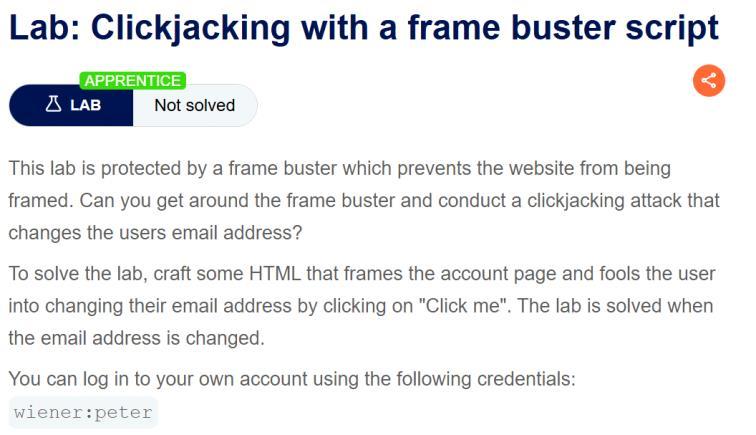 Lab: Clickjacking with a frame buster script
APPRENTICE
LAB
Not solved
This lab is protected by a frame buster which prevents the website from being
framed. Can you get around the frame buster and conduct a clickjacking attack that
changes the users email address?
To solve the lab, craft some HTML that frames the account page and fools the user
into changing their email address by clicking on "Click me". The lab is solved when
the email address is changed.
You can log in to your own account using the following credentials:
wiener:peter